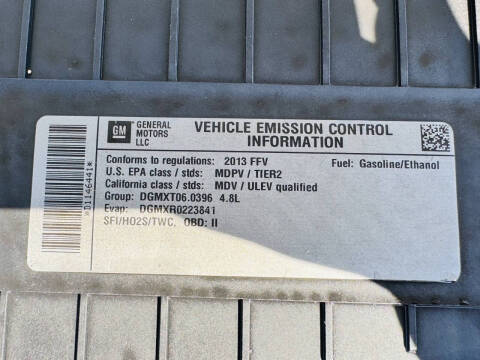 GM GENERAL MOTORS LLC
VEHICLE EMISSION CONTROL INFORMATION
Conforms to regulations: 2013 FFV Fuel: Gasoline/Ethanol
U.S. EPA class / stds: MDPV / TIER2
California class / stds: MDV / ULEV qualified
Group: DGMXT06.0396 4.8L
Evap: DGMXR0223841
SFI/HO2S/TWC, OBD: II
*D1146441*